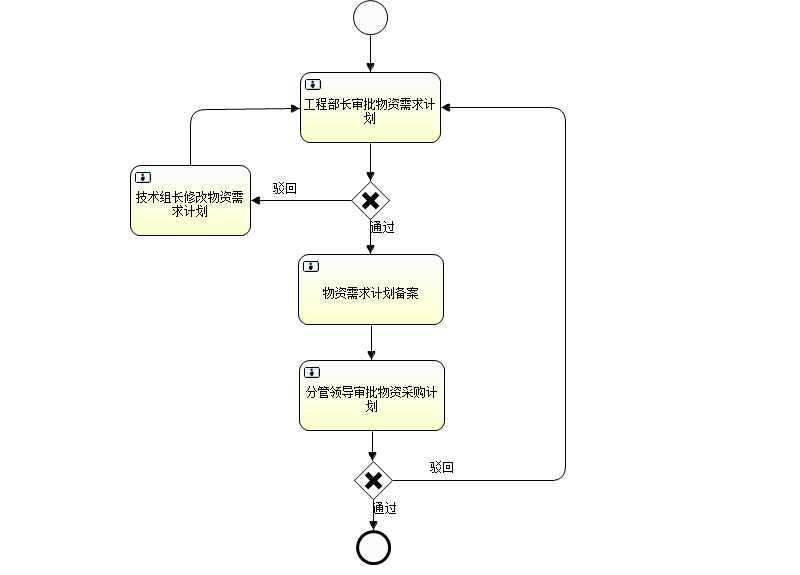 工程部长审批物资需求计
划
技术组长修改物资需
求计划
驳回
通过
物资需求计划备案
分管领导审批物资采购计
划
驳回
通过